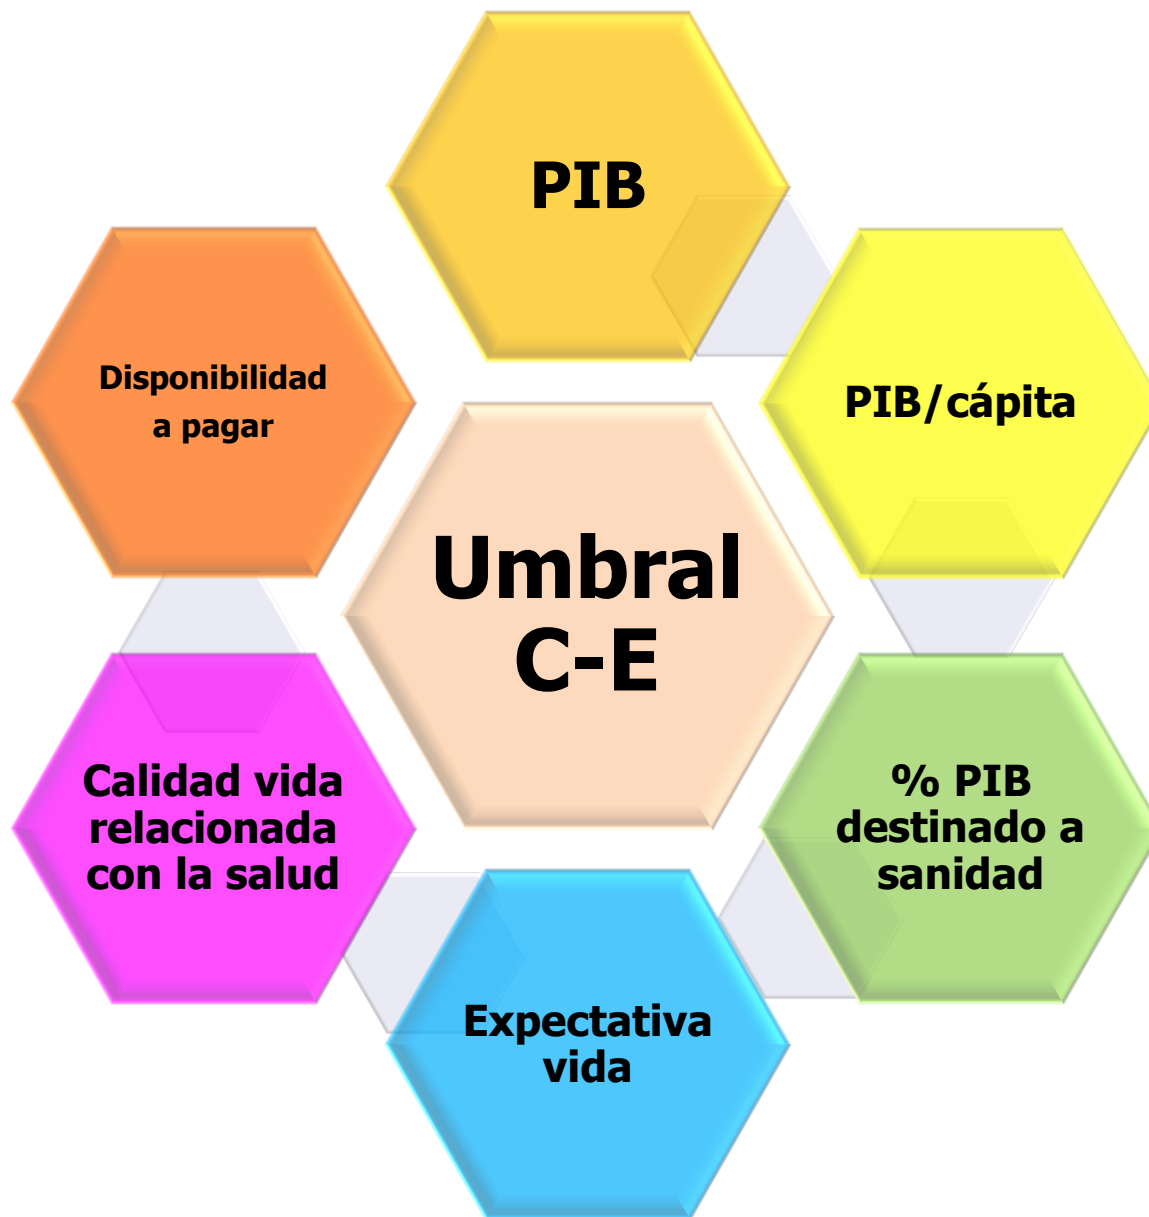 PIB
PIB/cápita
% PIB
destinado a
sanidad
Expectativa
vida
Calidad vida
relacionada
con la salud
Disponibilidad
a pagar
Umbral
C-E